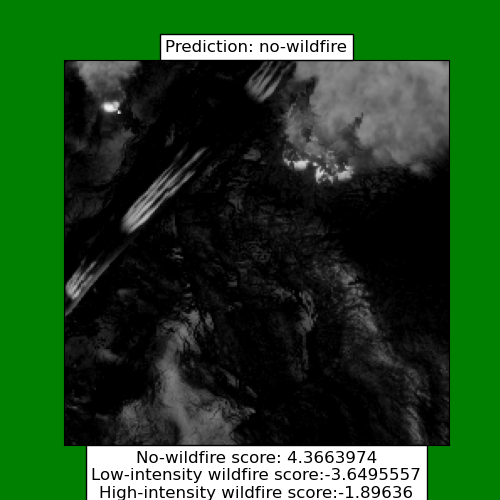 Prediction: no-wildfire
No-wildfire score: 4.3663974
Low-intensity wildfire score:-3.6495557
High-intensity wildfire score:-1.89636